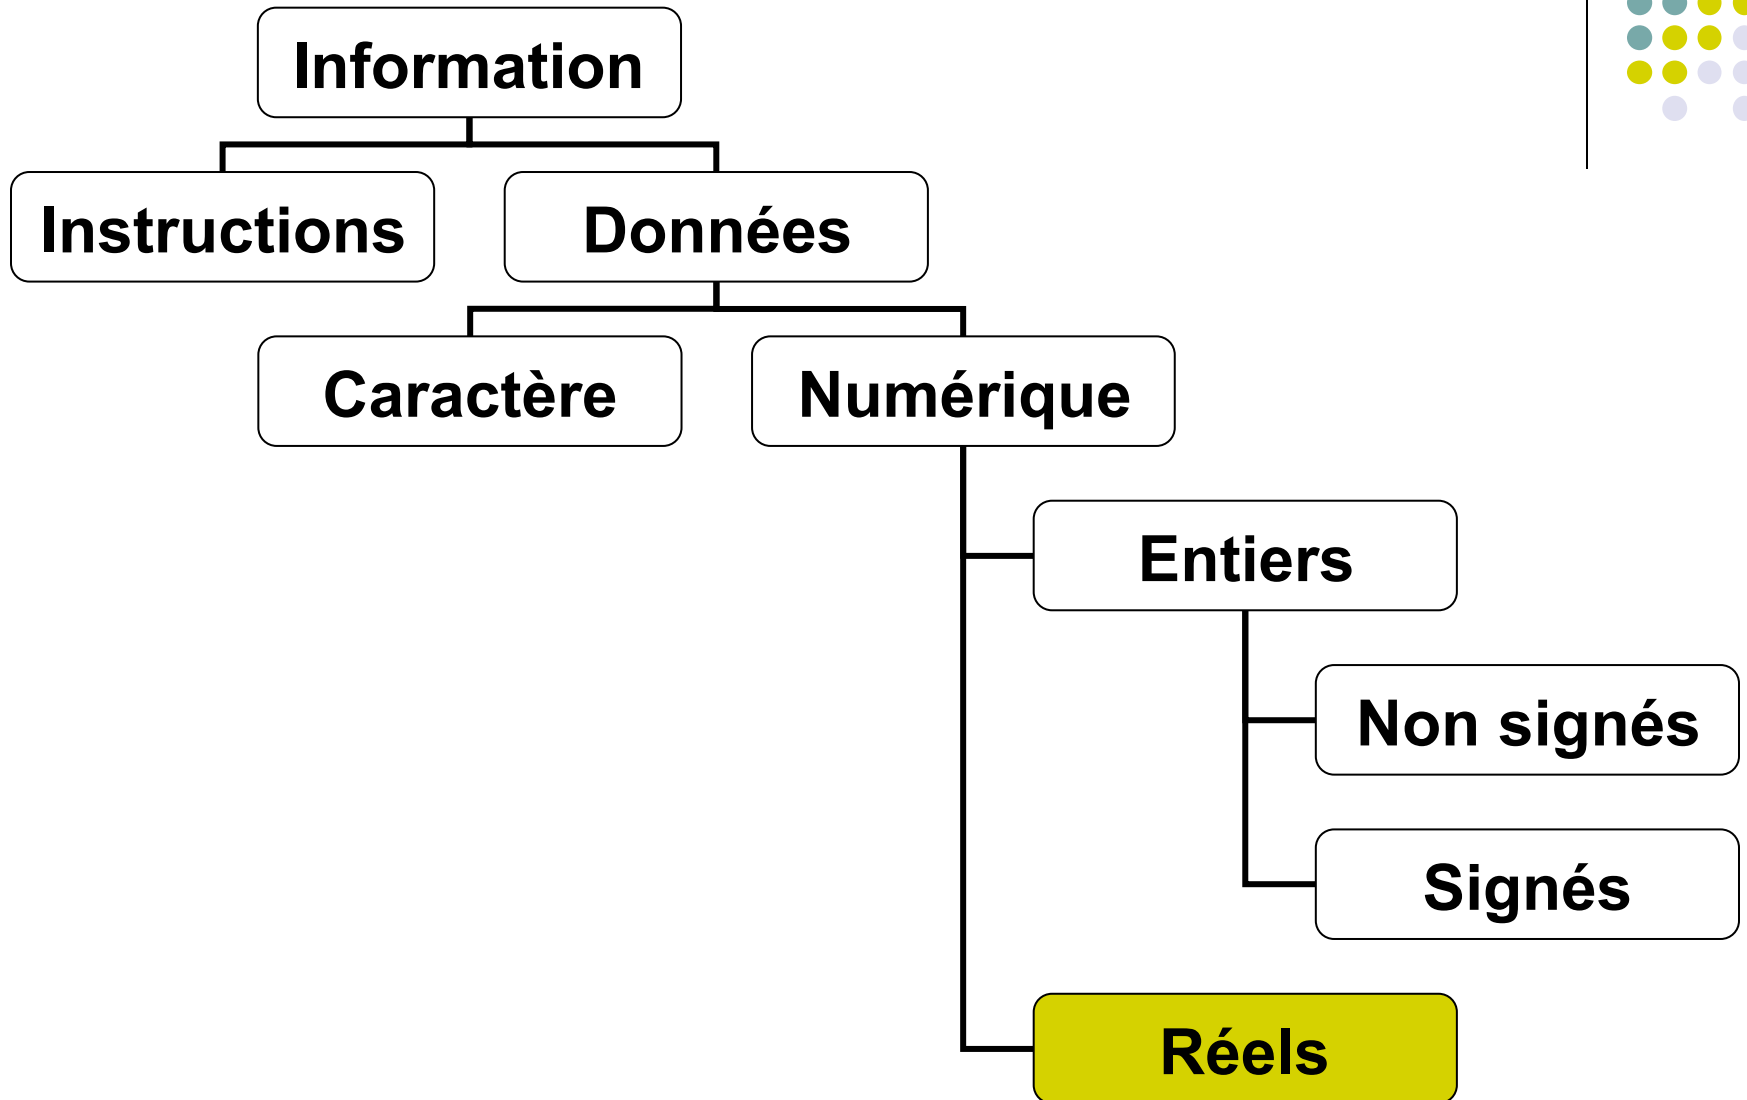 Information
Instructions
Données
Caractère
Numérique
Entiers
Non signés
Signés
Réels